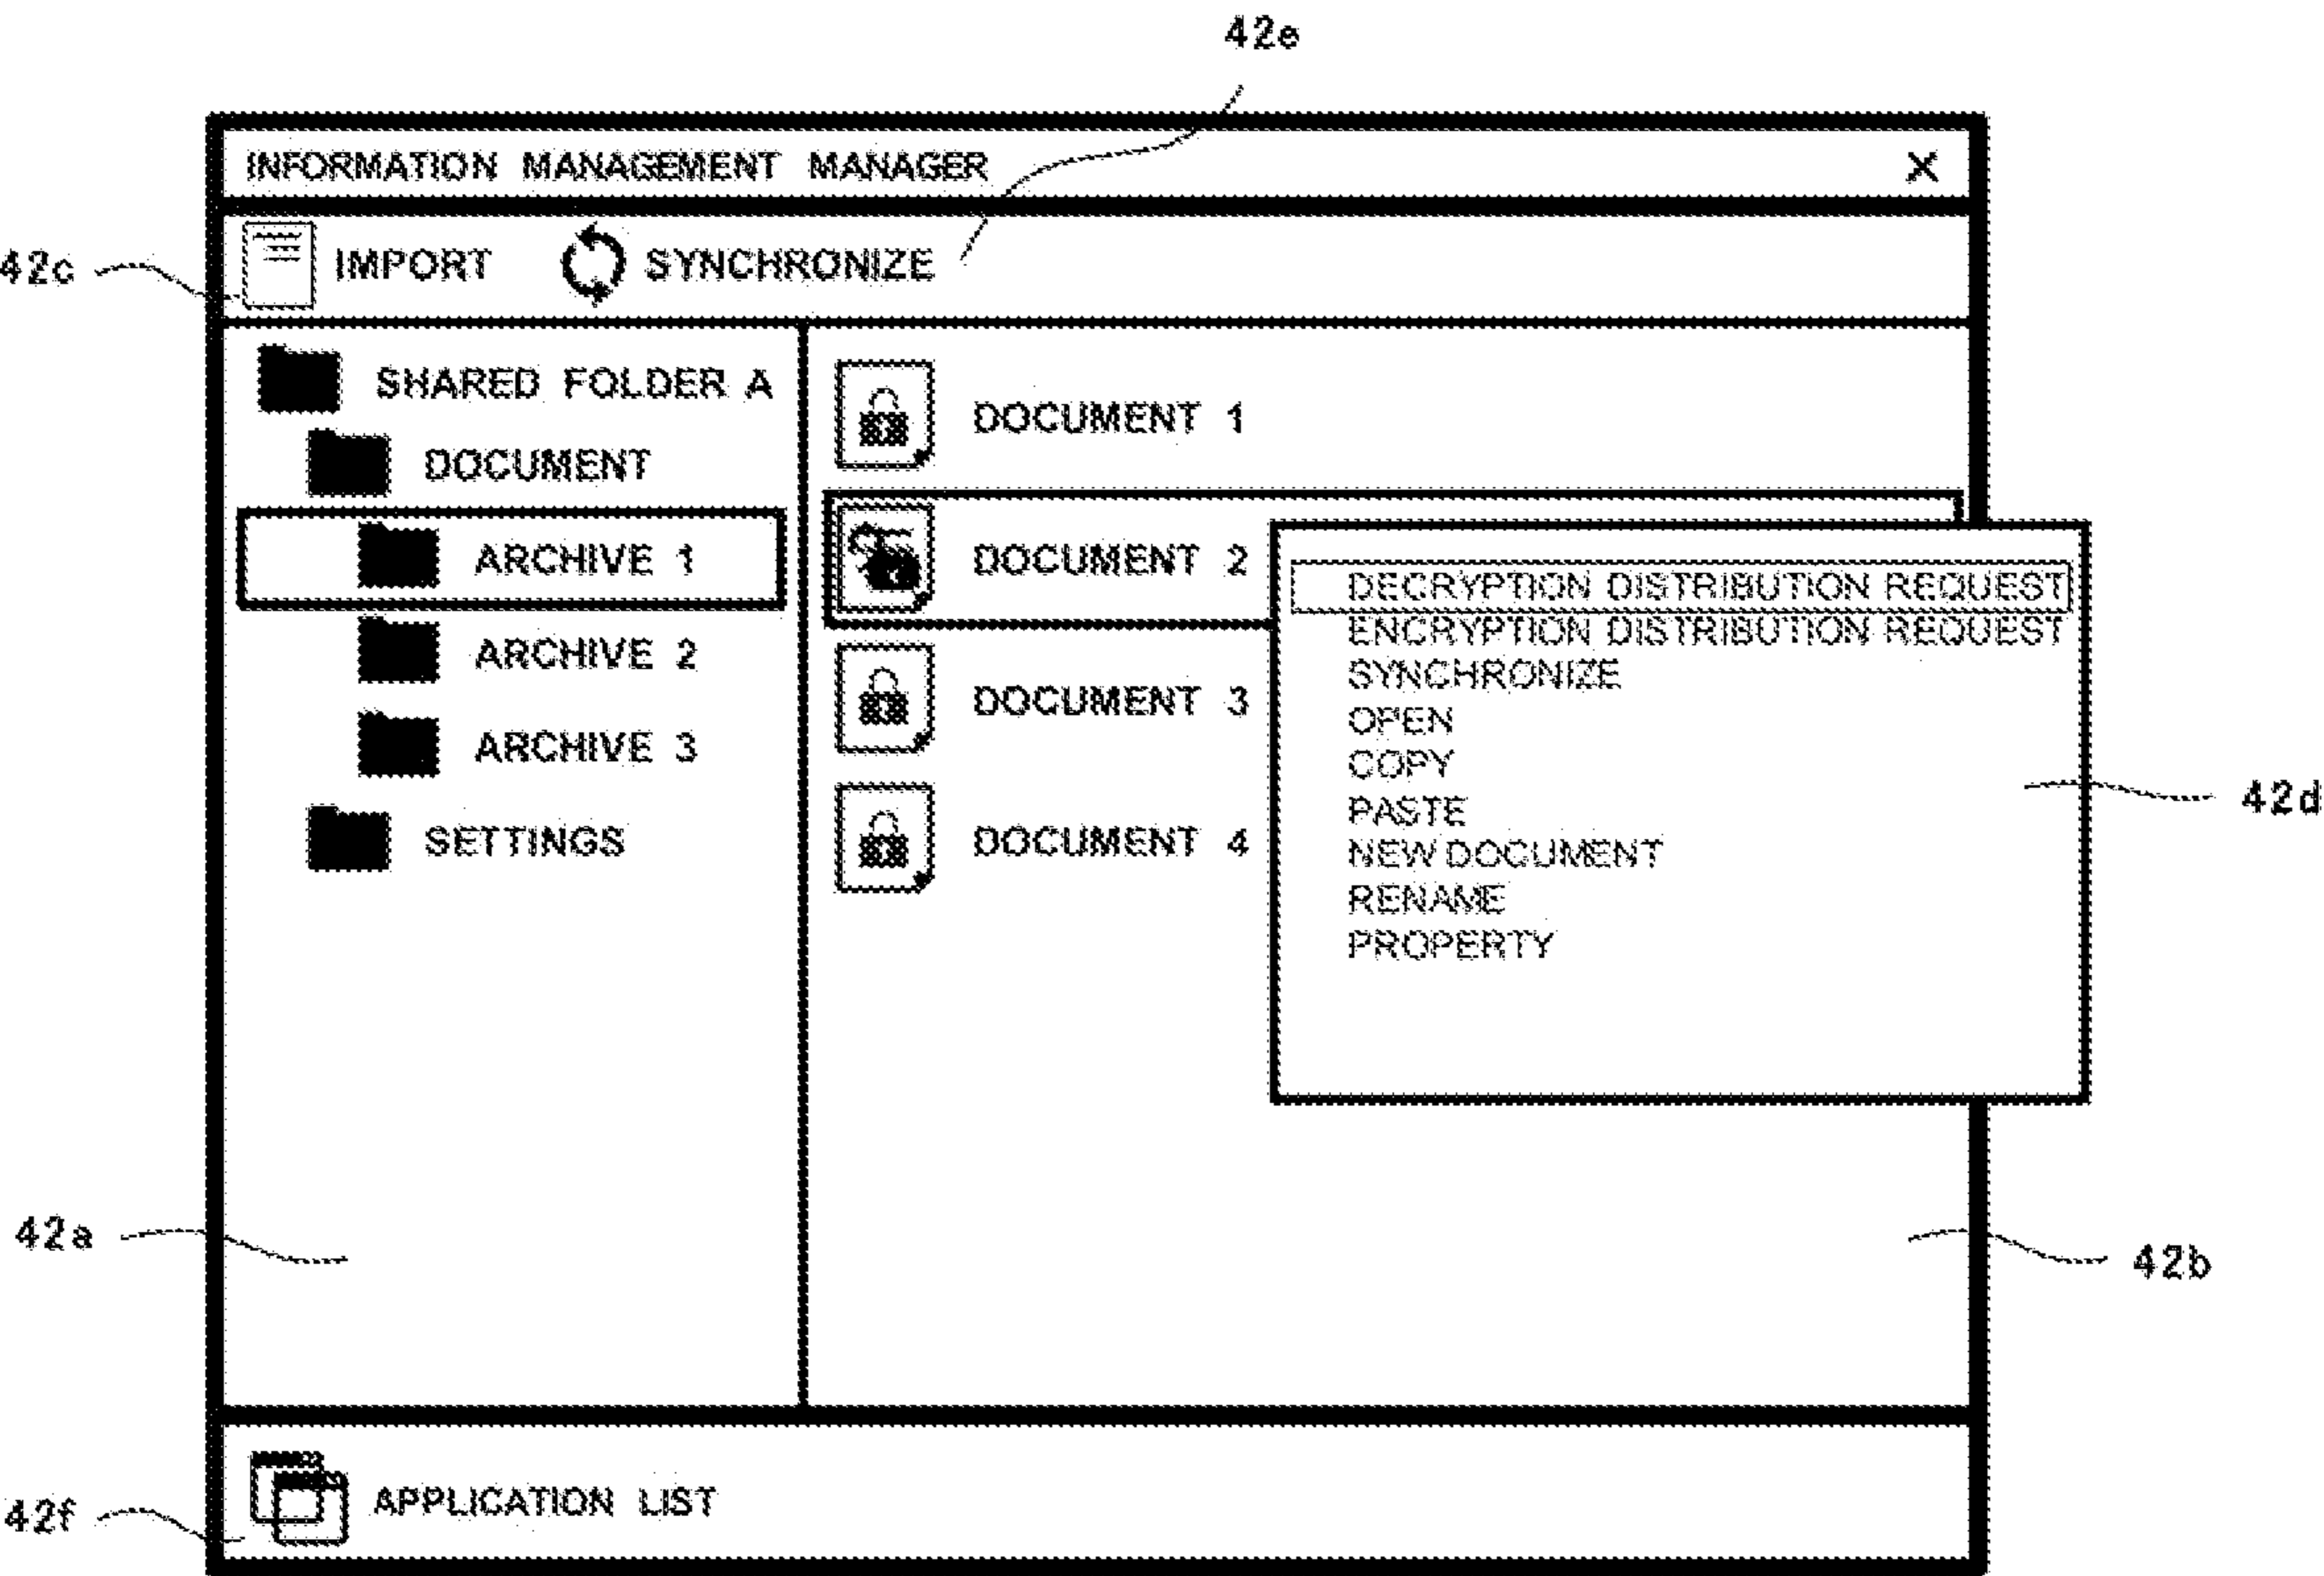 42e
INFORMATION MANAGEMENT MANAGER X
42c
IMPORT SYNCHRONIZE
SHARED FOLDER A
DOCUMENT
ARCHIVE 1
ARCHIVE 2
ARCHIVE 3
SETTINGS
DOCUMENT 1
DOCUMENT 2
DOCUMENT 3
DOCUMENT 4
DECRYPTION DISTRIBUTION REQUEST
ENCRYPTION DISTRIBUTION REQUEST
SYNCHRONIZE
OPEN
COPY
PASTE
NEW DOCUMENT
RENAME
PROPERTY
42d
42a
42b
42f
APPLICATION LIST